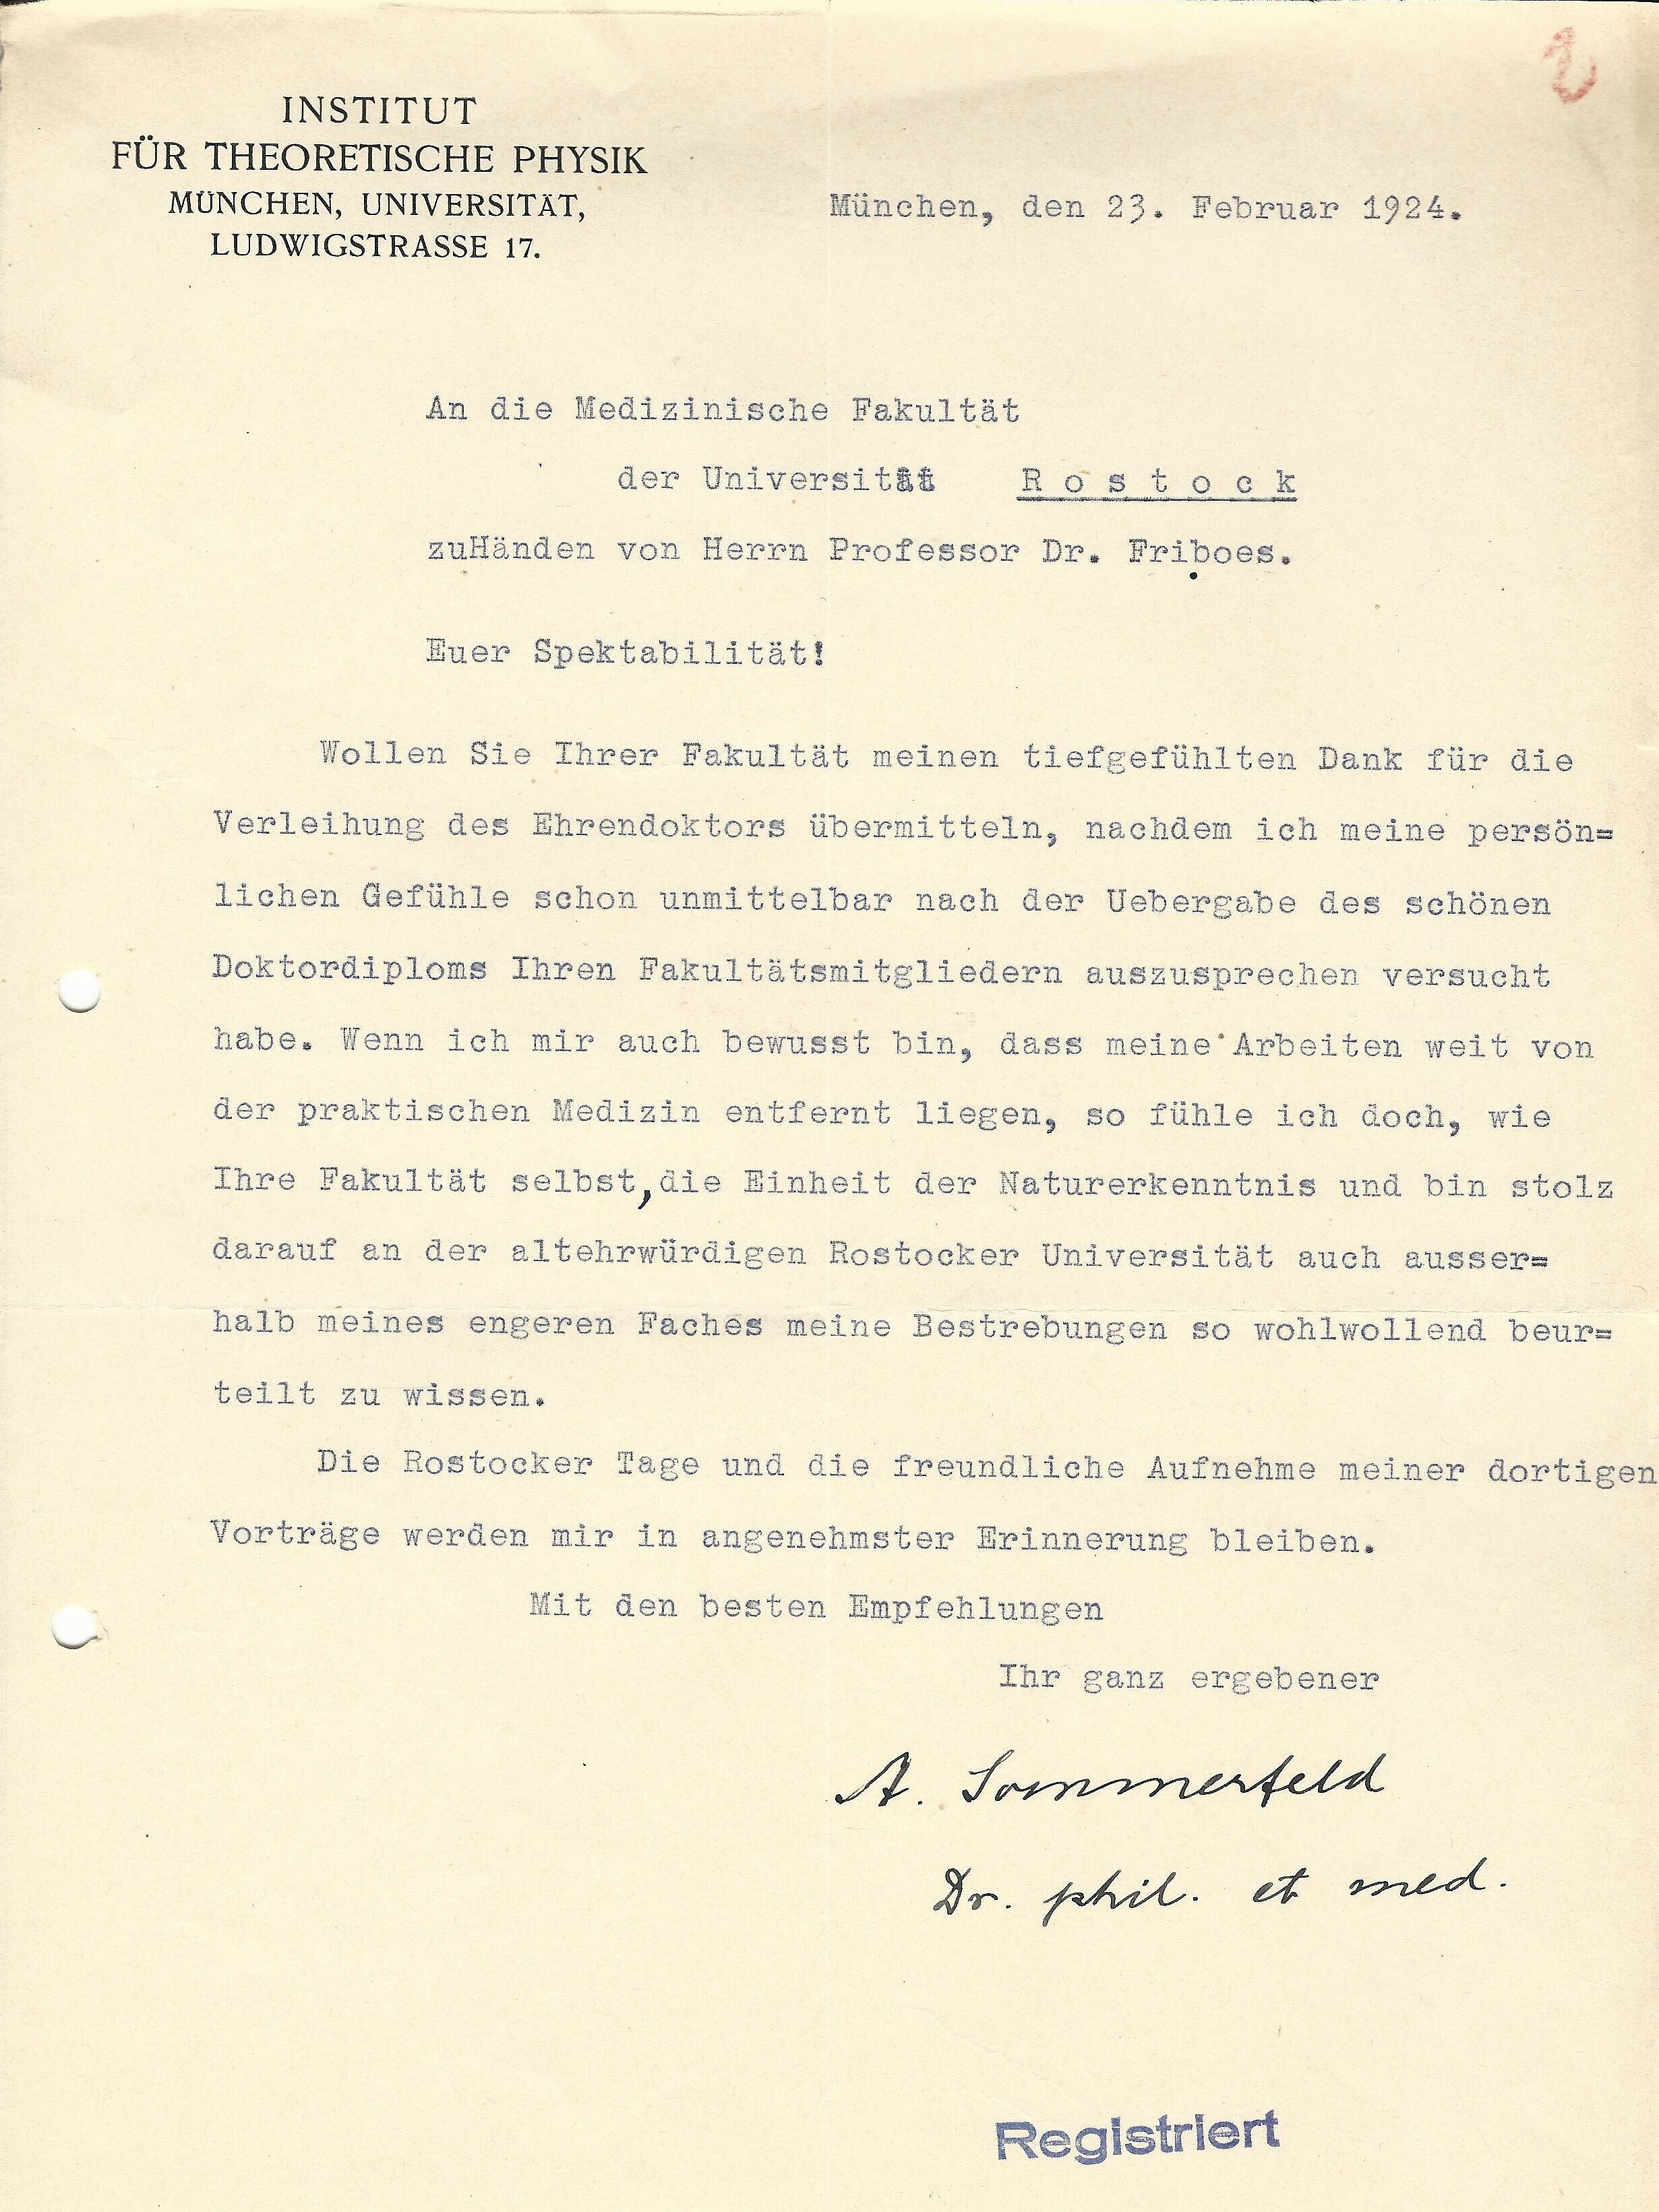 INSTITUT
FÜR THEORETISCHE PHYSIK
MÜNCHEN, UNIVERSITÄT,
LUDWIGSTRASSE 17.
München, den 23. Februar 1924.
An die Medizinische Fakultät
der Universität R o s t o c k
zuHänden von Herrn Professor Dr. Friboes.
Euer Spektabilität!
Wollen Sie Ihrer Fakultät meinen tiefgefühlten Dank für die
Verleihung des Ehrendoktors übermitteln, nachdem ich meine persön=
lichen Gefühle schon unmittelbar nach der Uebergabe des schönen
Doktordiploms Ihren Fakultätsmitgliedern auszusprechen versucht
habe. Wenn ich mir auch bewusst bin, dass meine Arbeiten weit von
der praktischen Medizin entfernt liegen, so fühle ich doch, wie
Ihre Fakultät selbst, die Einheit der Naturerkenntnis und bin stolz
darauf an der altehrwürdigen Rostocker Universität auch ausser=
halb meines engeren Faches meine Bestrebungen so wohlwollend beur=
teilt zu wissen.
Die Rostocker Tage und die freundliche Aufnehme meiner dortigen
Vorträge werden mir in angenehmster Erinnerung bleiben.
Mit den besten Empfehlungen
Ihr ganz ergebener
A. Sommerfeld
Dr. phil. et med.
Registriert